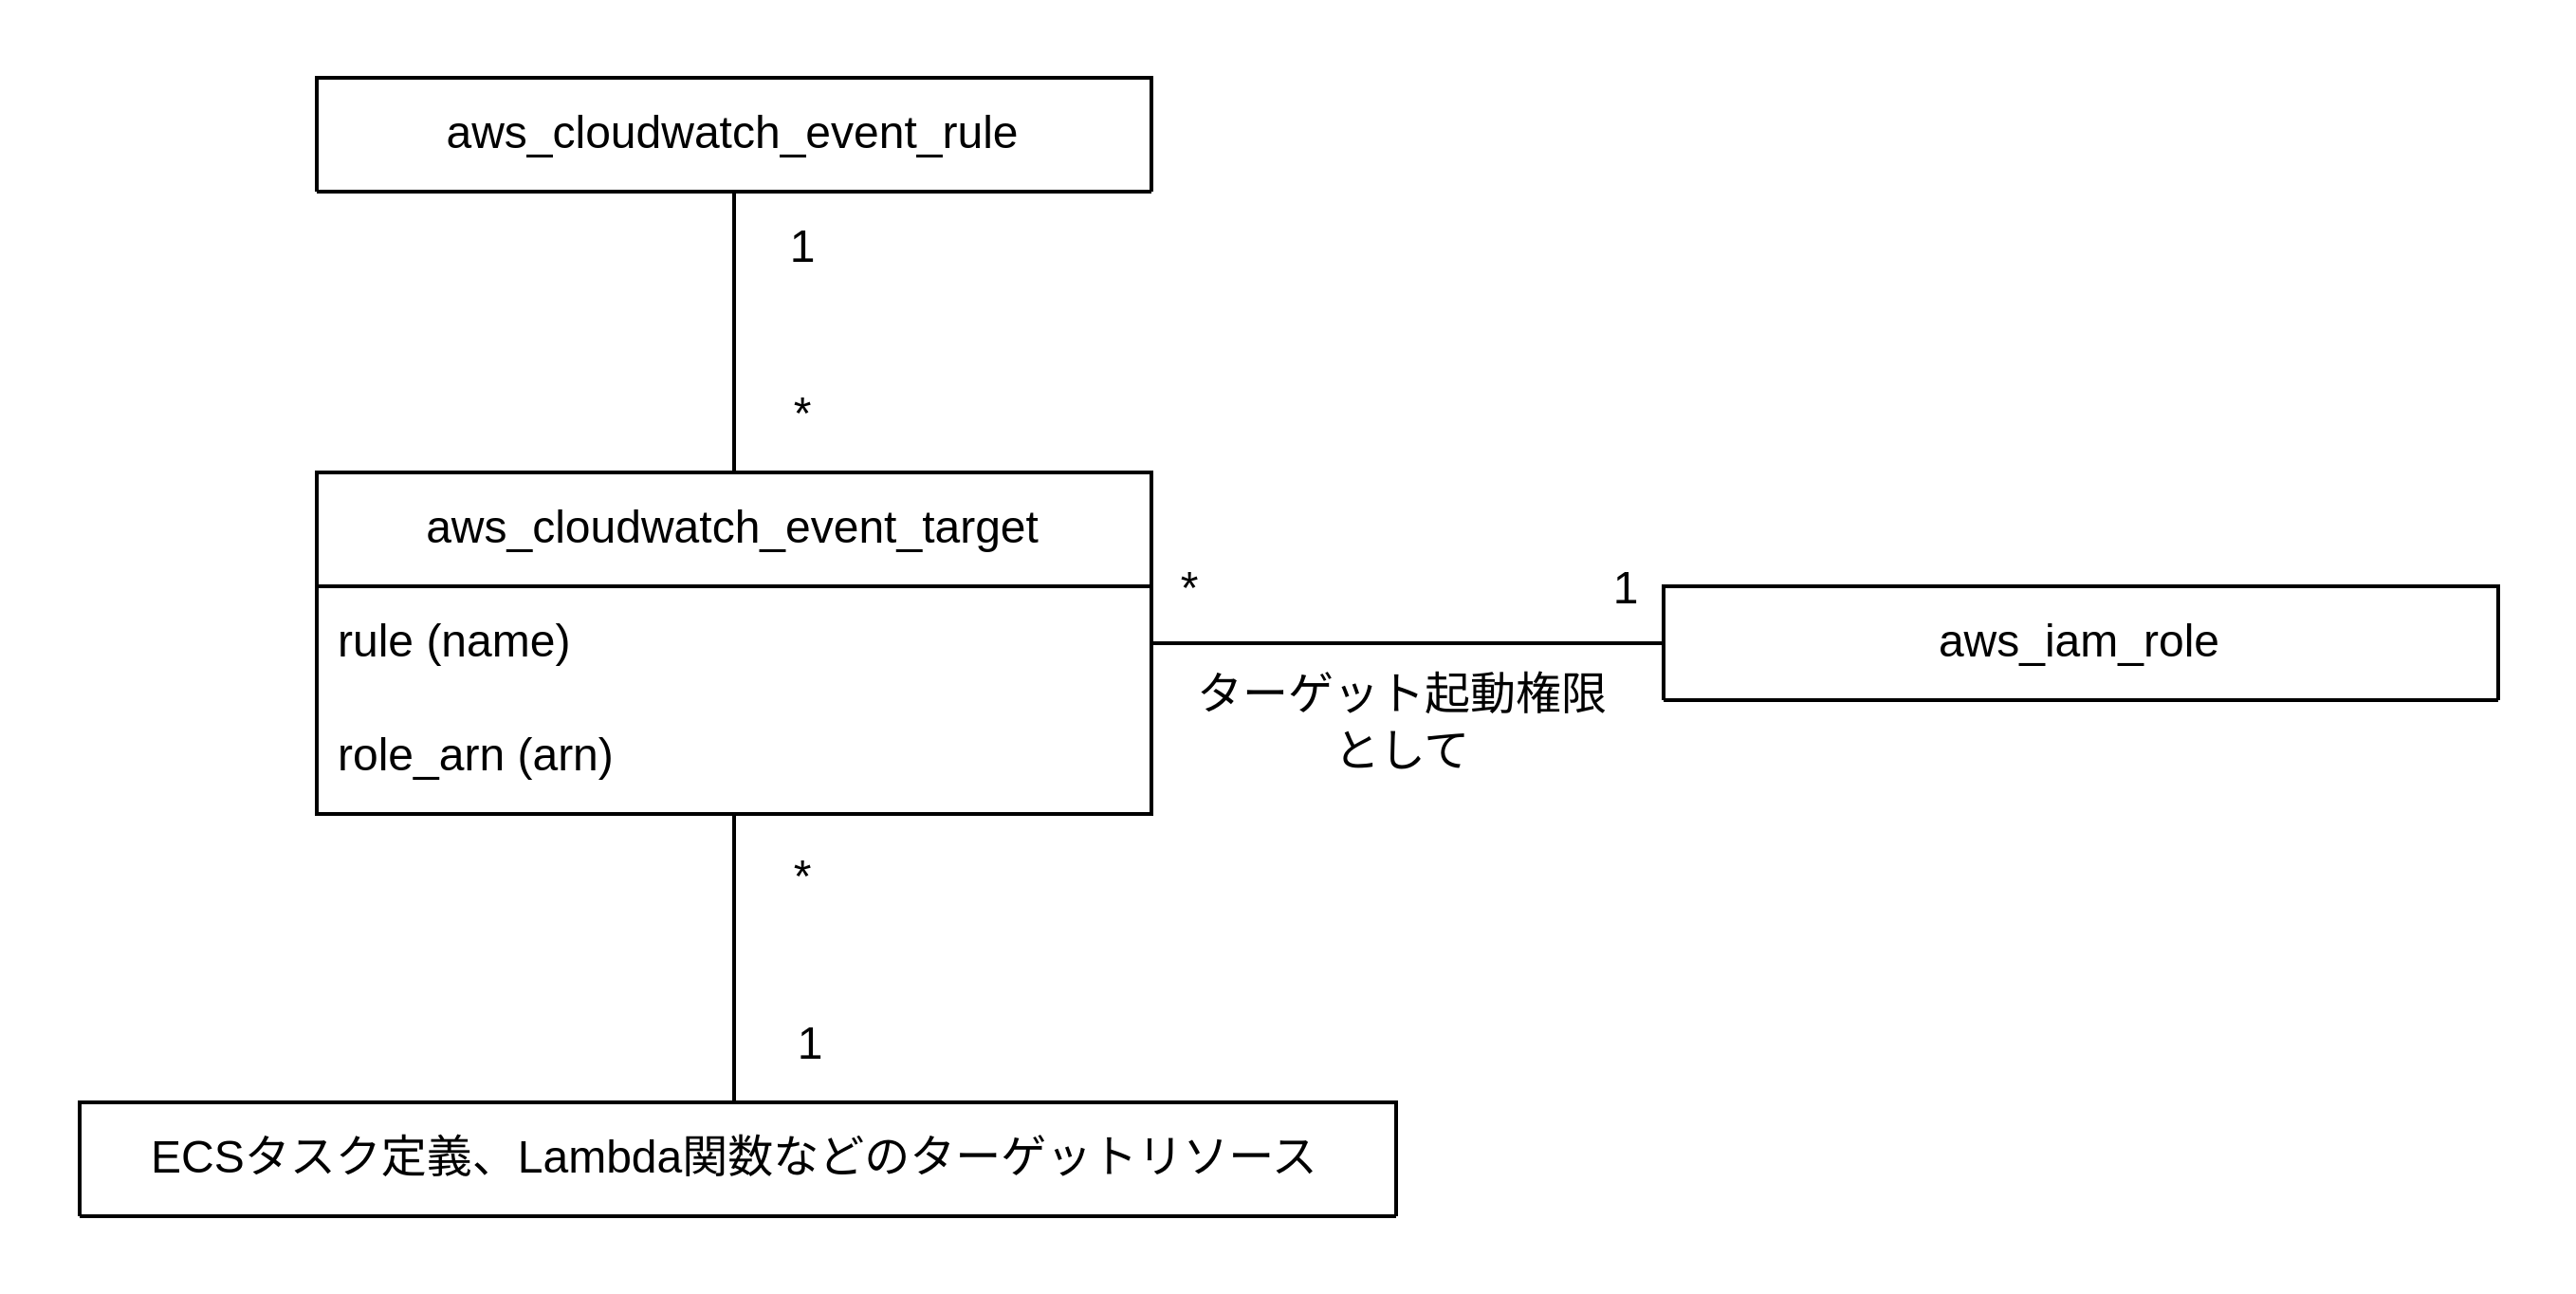 aws_cloudwatch_event_rule
1
*
aws_cloudwatch_event_target
rule (name)
role_arn (arn)
*
1
ターゲット起動権限
として
aws_iam_role
*
1
ECSタスク定義、Lambda関数などのターゲットリソース